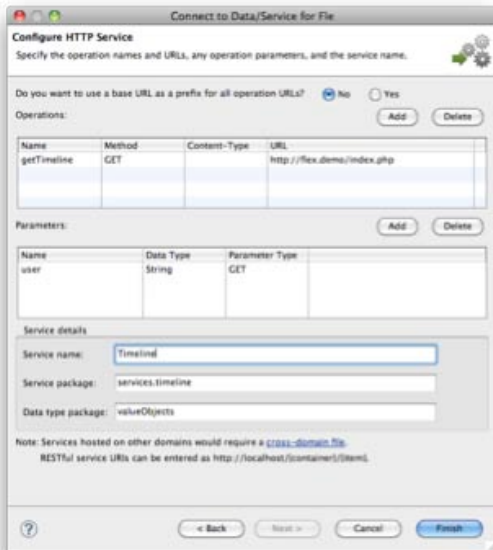 Connect to Data/Service for Fle
Configure HTTP Service
Specify the operation names and URLs, any operation parameters, and the service name.
Do you want to use a base URL as a prefix for all operation URLs? No Yes
Operations: Add Delete
Name Method Content-Type URL
getTimeline GET http://flex.demo/index.php
Parameters: Add Delete
Name Data Type Parameter Type
user String GET
Service details
Service name: Timeline
Service package: services.timeline
Data type package: valueObjects
Note: Services hosted on other domains would require a cross-domain file.
RESTful service URIs can be entered as http://localhost/{container}/{item}.
? < Back Next > Cancel Finish